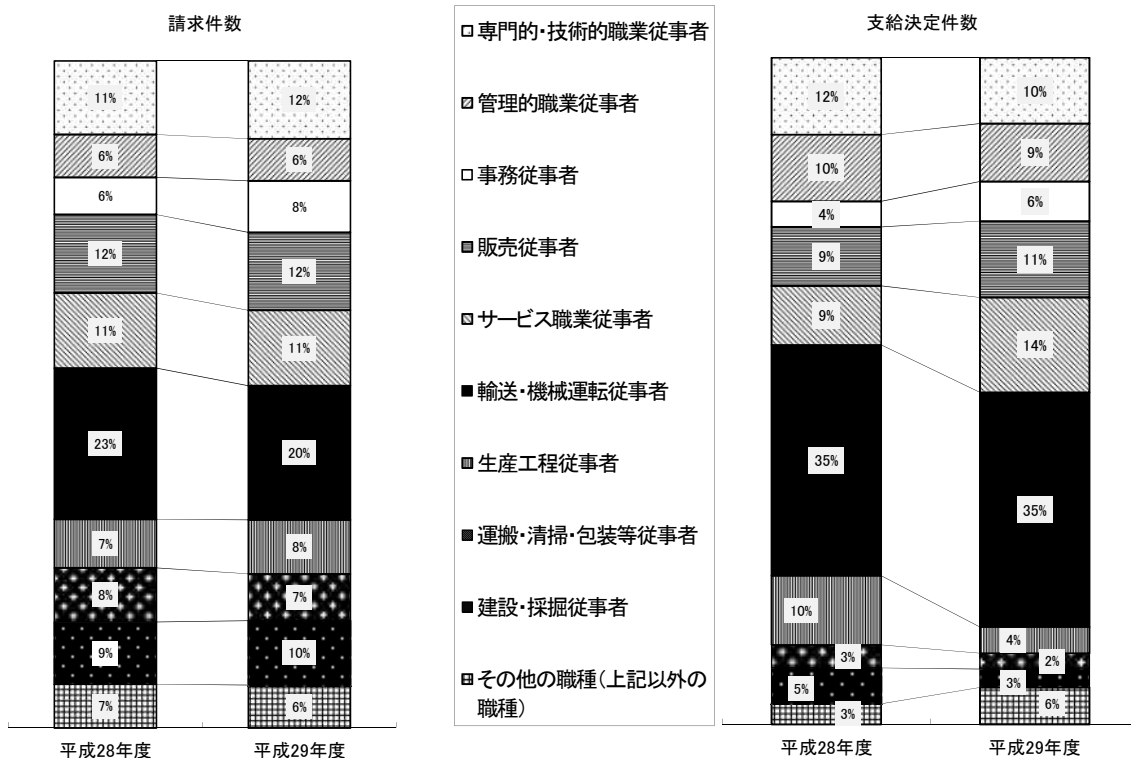 請求件数
11%
6%
6%
12%
11%
23%
7%
8%
9%
7%
平成28年度
12%
6%
8%
12%
11%
20%
8%
7%
10%
6%
平成29年度
専門的・技術的職業従事者
管理的職業従事者
事務従事者
販売従事者
サービス職業従事者
輸送・機械運転従事者
生産工程従事者
運搬・清掃・包装等従事者
建設・採掘従事者
その他の職種(上記以外の
職種)
支給決定件数
12%
10%
4%
9%
9%
35%
10%
3%
5%
3%
平成28年度
10%
9%
6%
11%
14%
35%
4%
2%
3%
6%
平成29年度